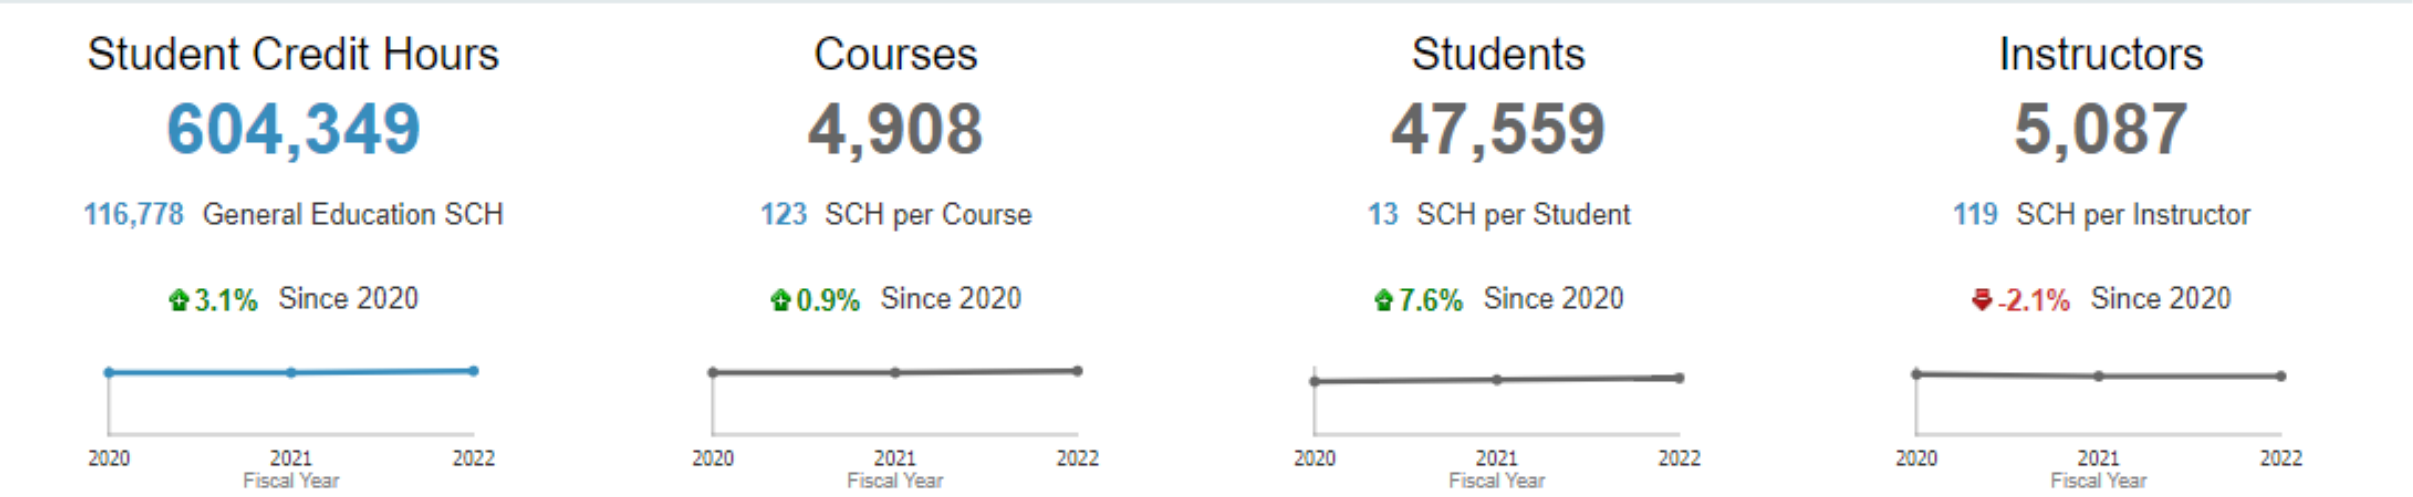 Student Credit Hours
604,349
116,778 General Education SCH
3.1% Since 2020
2020 2021 2022
Fiscal Year
Courses
4,908
123 SCH per Course
0.9% Since 2020
2020 2021 2022
Fiscal Year
Students
47,559
13 SCH per Student
7.6% Since 2020
2020 2021 2022
Fiscal Year
Instructors
5,087
119 SCH per Instructor
-2.1% Since 2020
2020 2021 2022
Fiscal Year